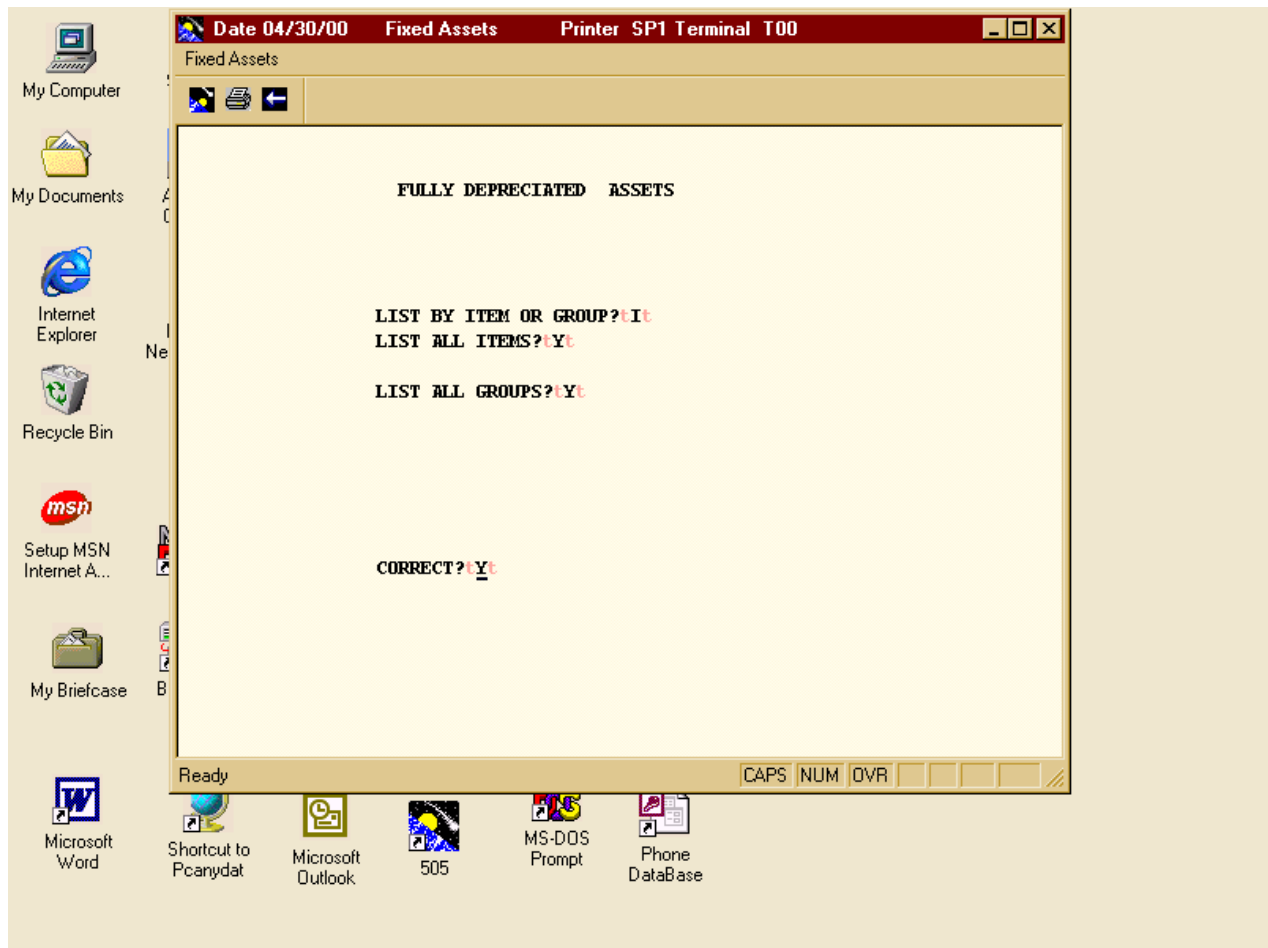 Date 04/30/00 Fixed Assets Printer SP1 Terminal T00
Fixed Assets
FULLY DEPRECIATED ASSETS
LIST BY ITEM OR GROUP?tIt
LIST ALL ITEMS?tYt
LIST ALL GROUPS?tYt
CORRECT?tYt
Ready
CAPS NUM OVR
My Computer
My Documents
Internet
Explorer
Ne
Recycle Bin
msn
Setup MSN
Internet A...
My Briefcase
B
Microsoft
Word
Shortcut to
Pcanydat
Microsoft
Outlook
505
MS-DOS
Prompt
Phone
DataBase